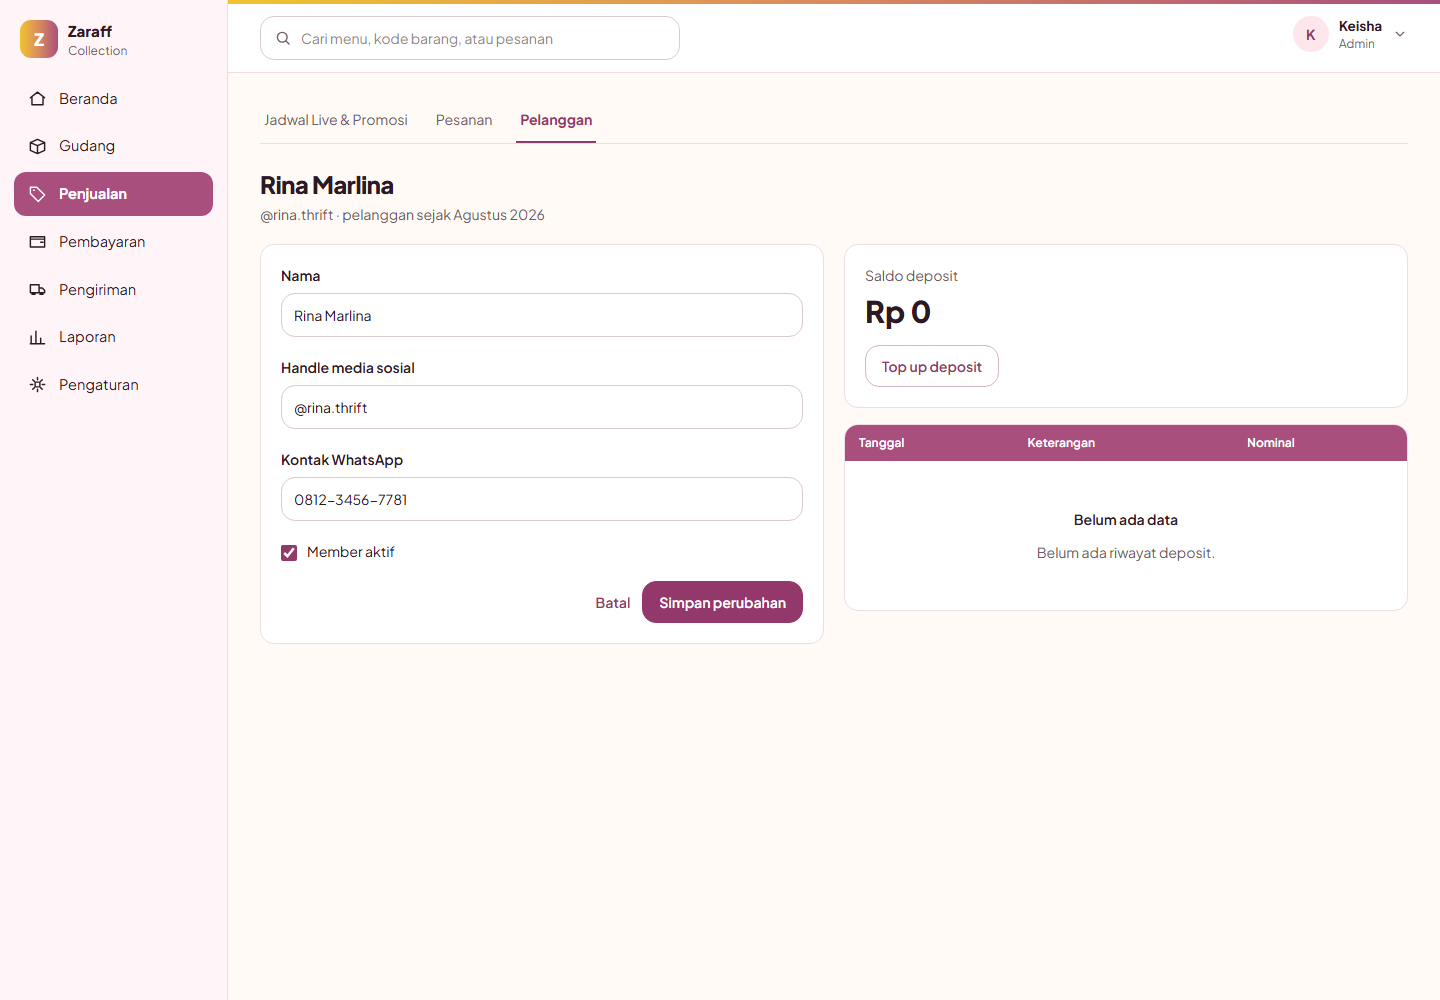 Z
Zaraff
Collection
Beranda
Gudang
Penjualan
Pembayaran
Pengiriman
Laporan
Pengaturan
Cari menu, kode barang, atau pesanan
K
Keisha
Admin
Jadwal Live & Promosi
Pesanan
Pelanggan
Rina Marlina
@rina.thrift · pelanggan sejak Agustus 2026
Nama
Rina Marlina
Handle media sosial
@rina.thrift
Kontak WhatsApp
0812-3456-7781
Member aktif
Batal
Simpan perubahan
Saldo deposit
Rp 0
Top up deposit
Tanggal Keterangan Nominal
Belum ada data
Belum ada riwayat deposit.